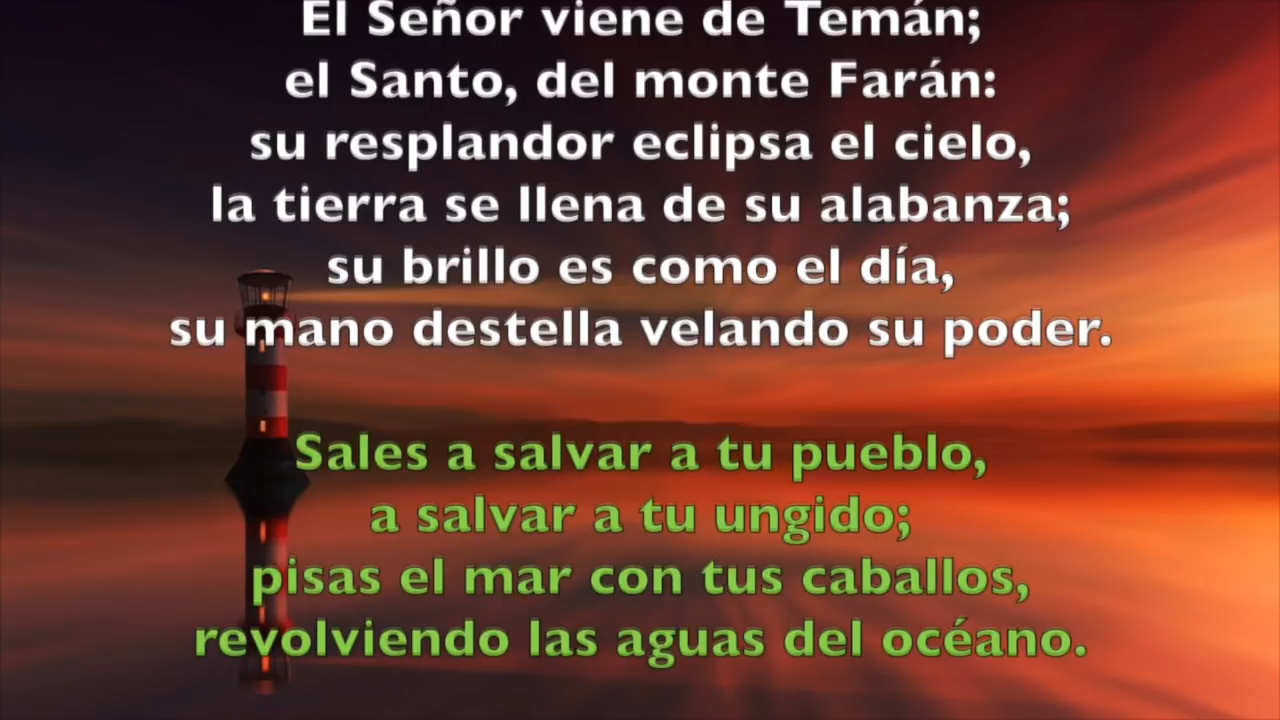 El Señor viene de Temán;
el Santo, del monte Farán:
su resplandor eclipsa el cielo,
la tierra se llena de su alabanza;
su brillo es como el día,
su mano destella velando su poder.
Sales a salvar a tu pueblo,
a salvar a tu ungido;
pisas el mar con tus caballos,
revolviendo las aguas del océano.